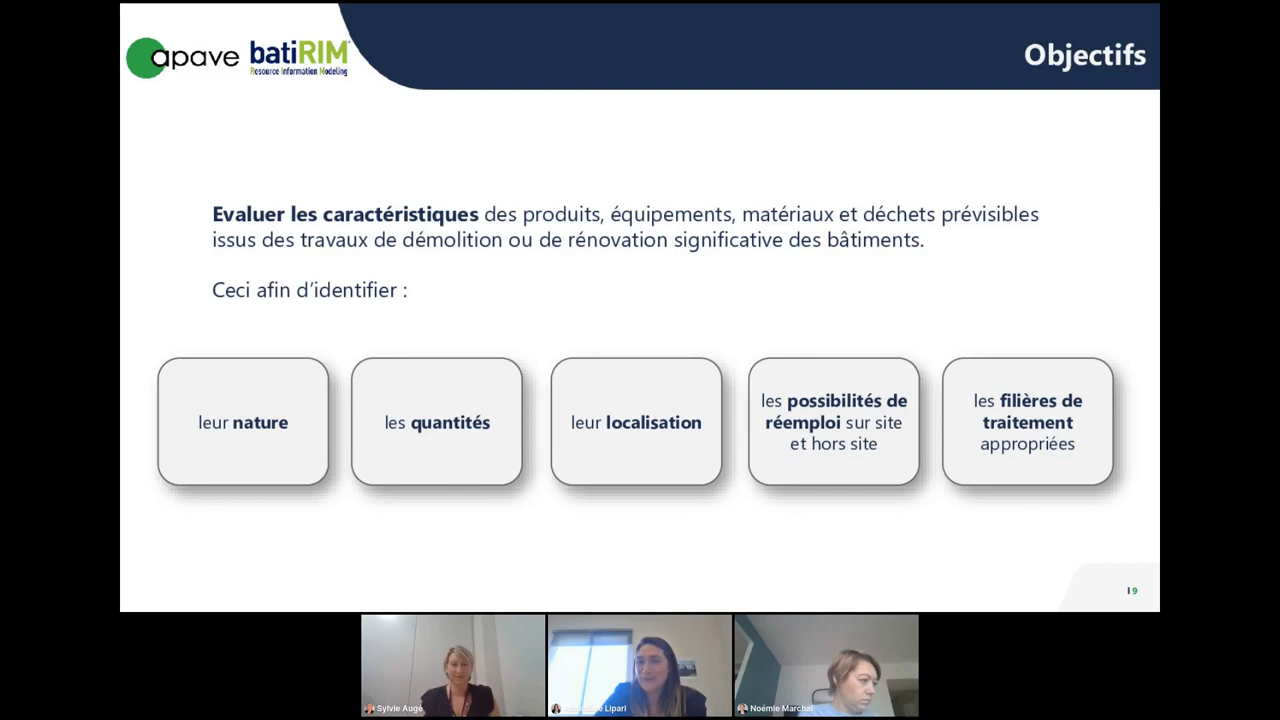 apave batiRIM
Resource Information Modeling
Objectifs
Evaluer les caractéristiques des produits, équipements, matériaux et déchets prévisibles
issus des travaux de démolition ou de rénovation significative des bâtiments.
Ceci afin d’identifier :
leur nature
les quantités
leur localisation
les possibilités de
réemploi sur site
et hors site
les filières de
traitement
appropriées
9
Sylvie Augé
Lipari
Noémie Marchal